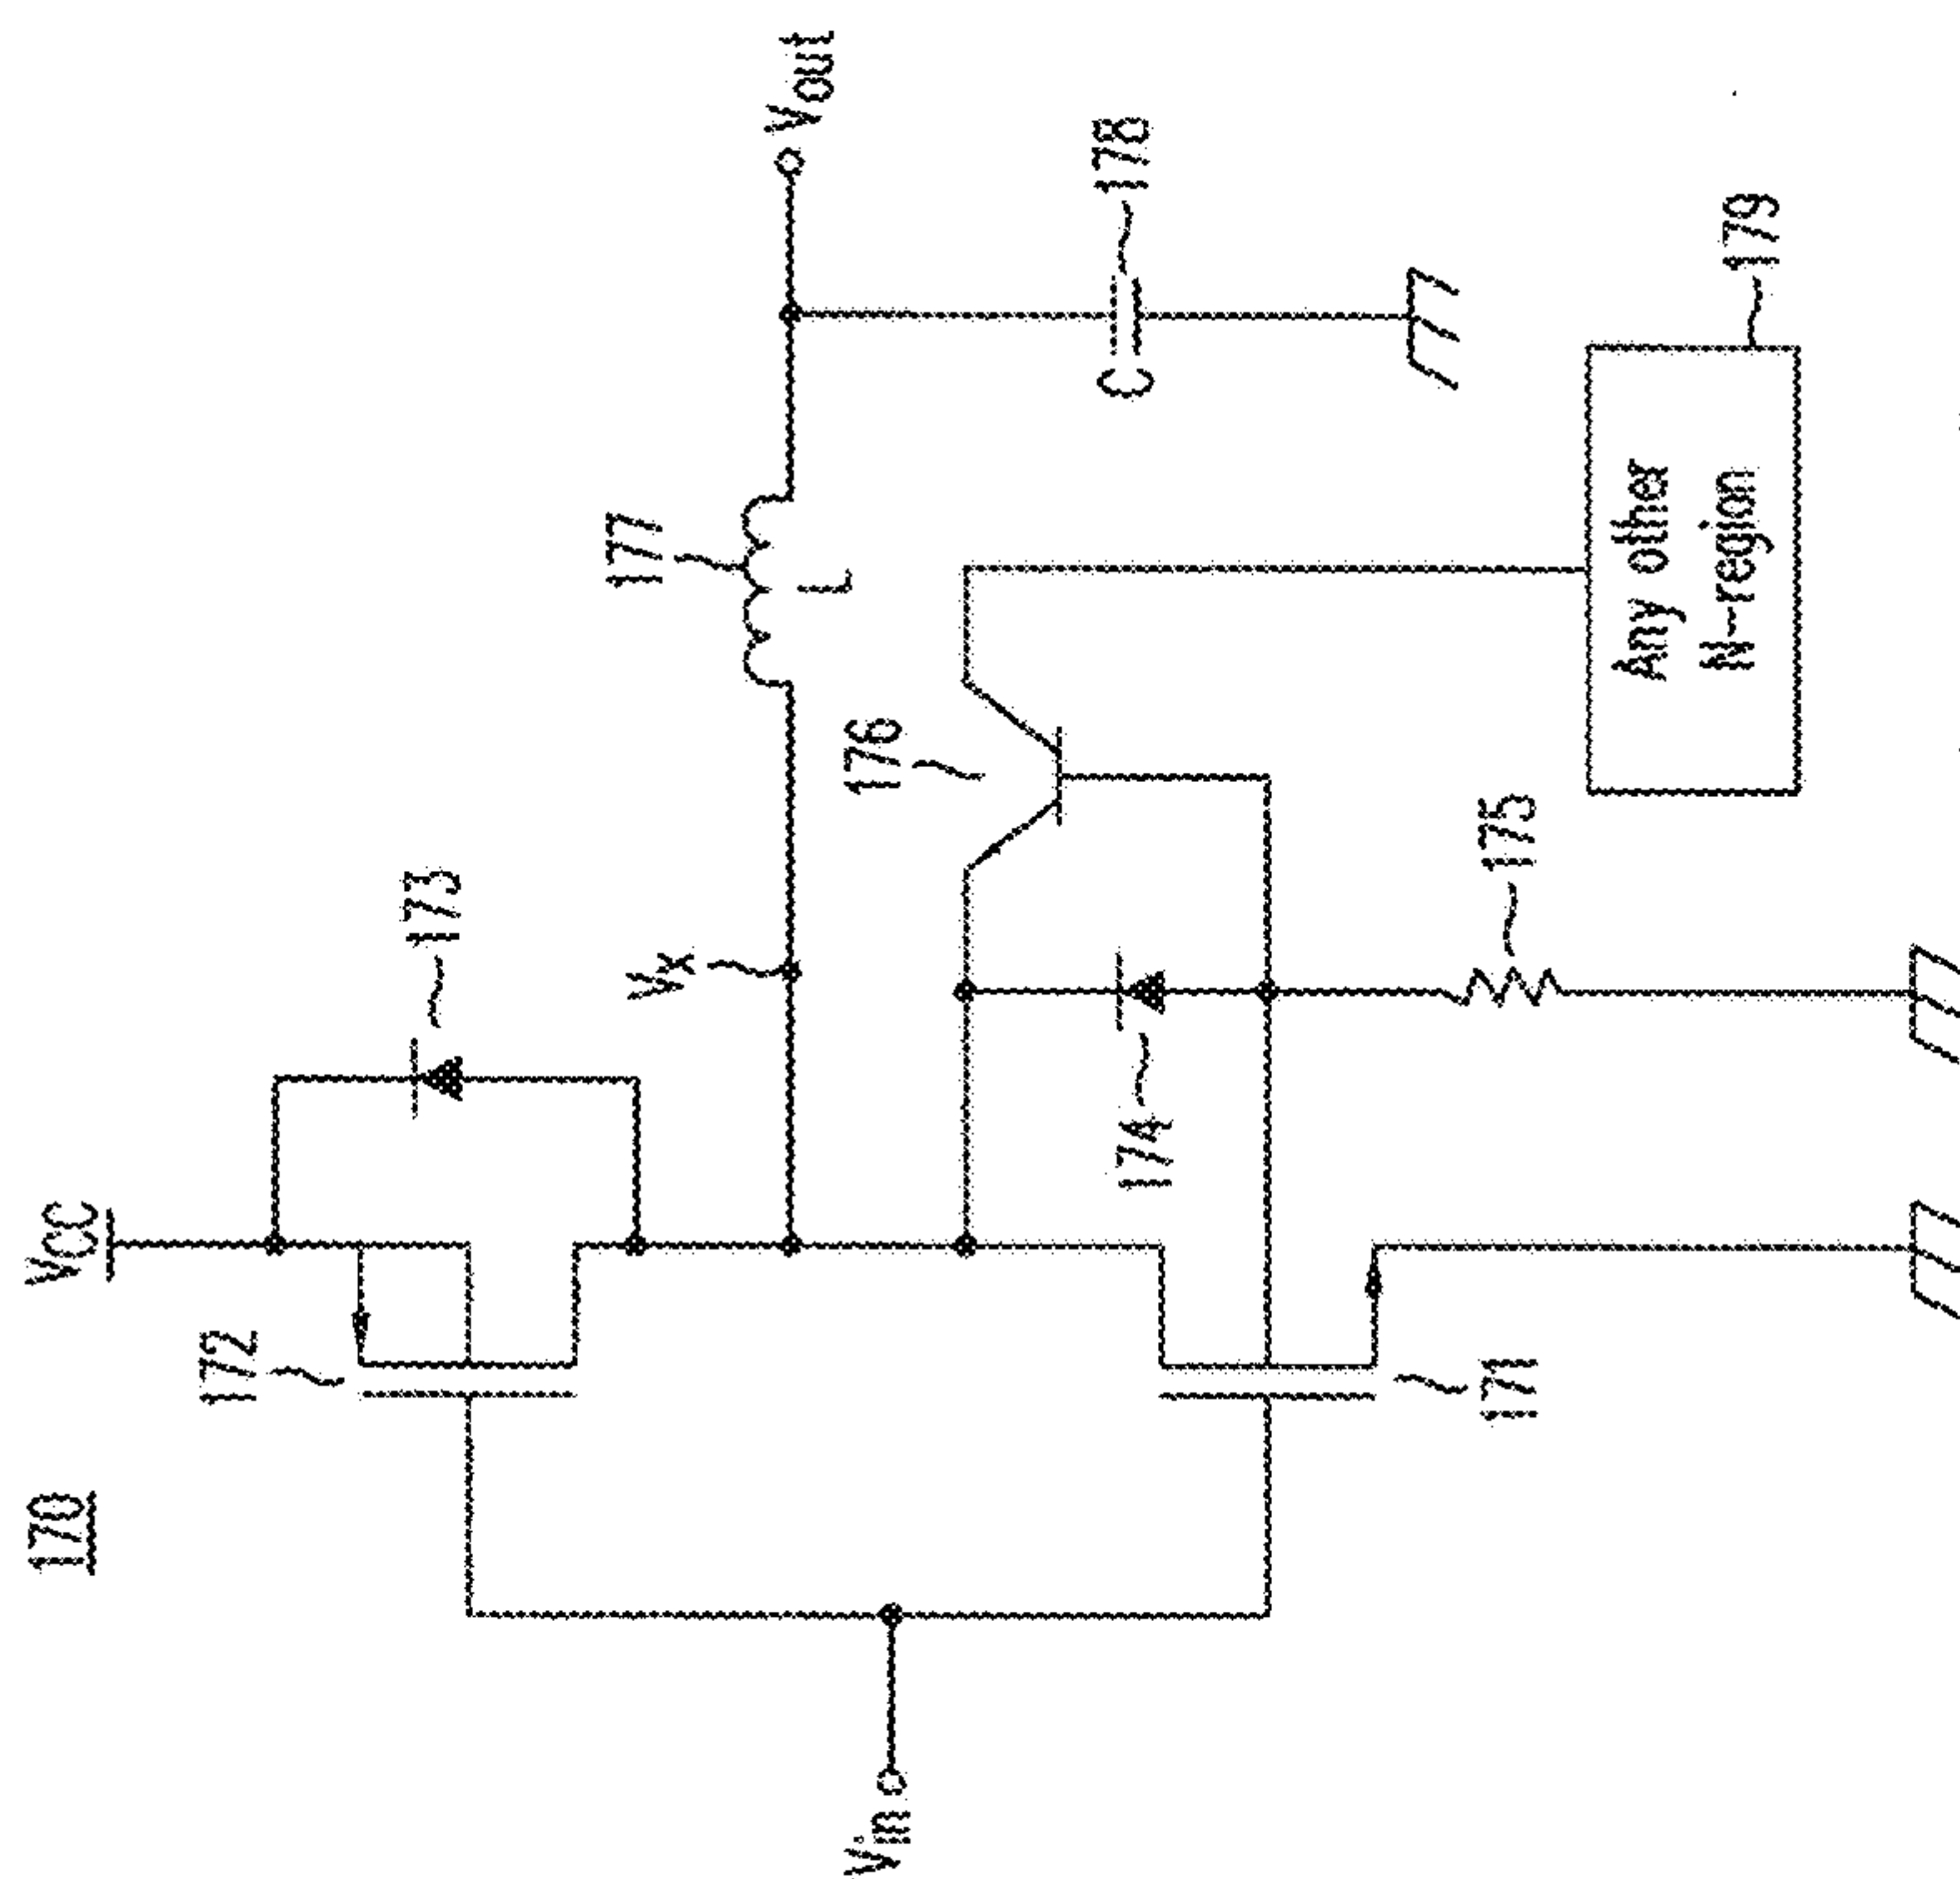 170
Vcc
172
173
Vx
177
L
Vout
176
174
C
178
Vin
171
175
Any other
N-region
179